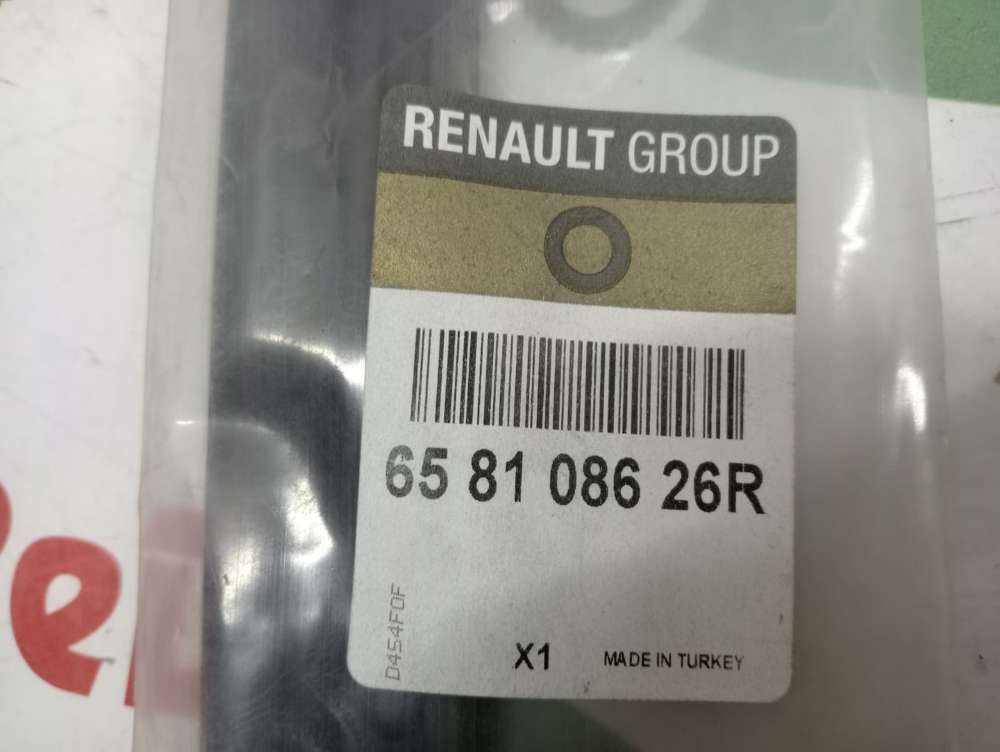 RENAULT GROUP
65 81 086 26R
D454F0F
X1
MADE IN TURKEY